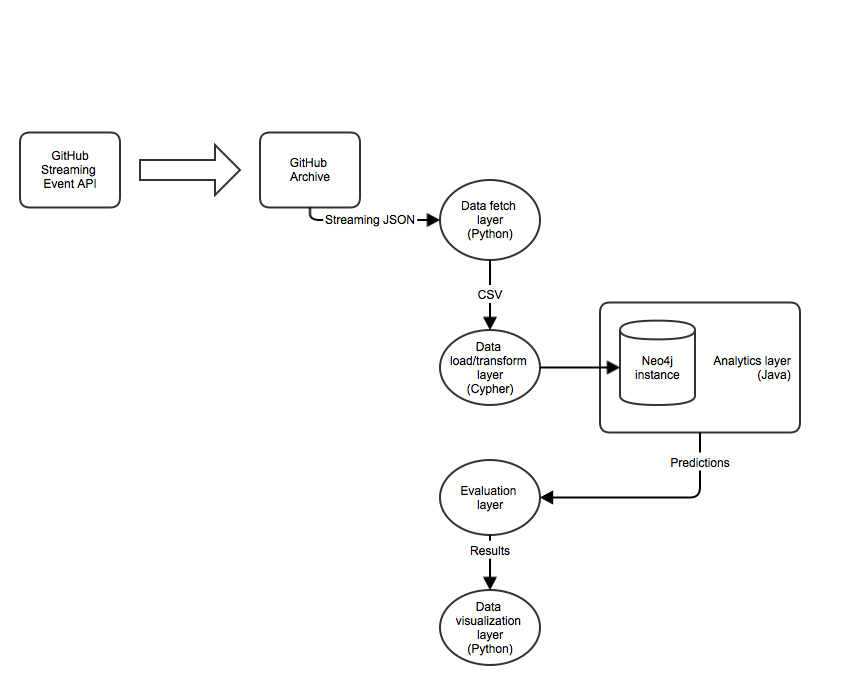 GitHub
Streaming
Event API
GitHub
Archive
Streaming JSON
Data fetch
layer
(Python)
CSV
Data
load/transform
layer
(Cypher)
Neo4j
instance
Analytics layer
(Java)
Predictions
Evaluation
layer
Results
Data
visualization
layer
(Python)